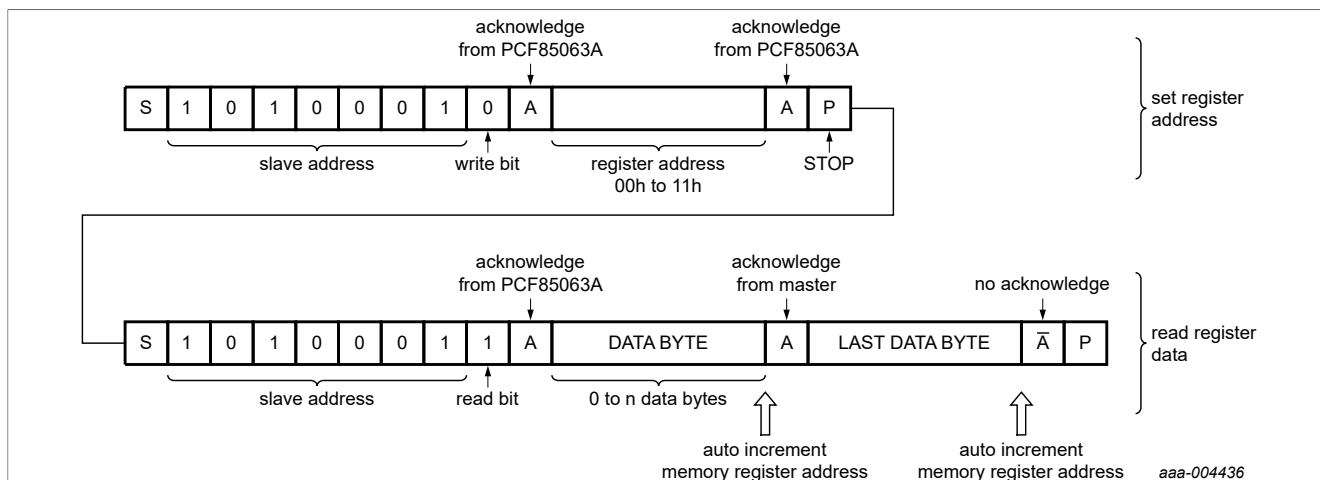 acknowledge acknowledge
from PCF85063A from PCF85063A
S 1 0 1 0 0 0 1 0 A A P
set register
address
slave address write bit register address STOP
00h to 11h
acknowledge acknowledge
from PCF85063A from master no acknowledge
S 1 0 1 0 0 0 1 1 A DATA BYTE A LAST DATA BYTE A̅ P
read register
data
slave address read bit 0 to n data bytes
auto increment auto increment
memory register address memory register address aaa-004436